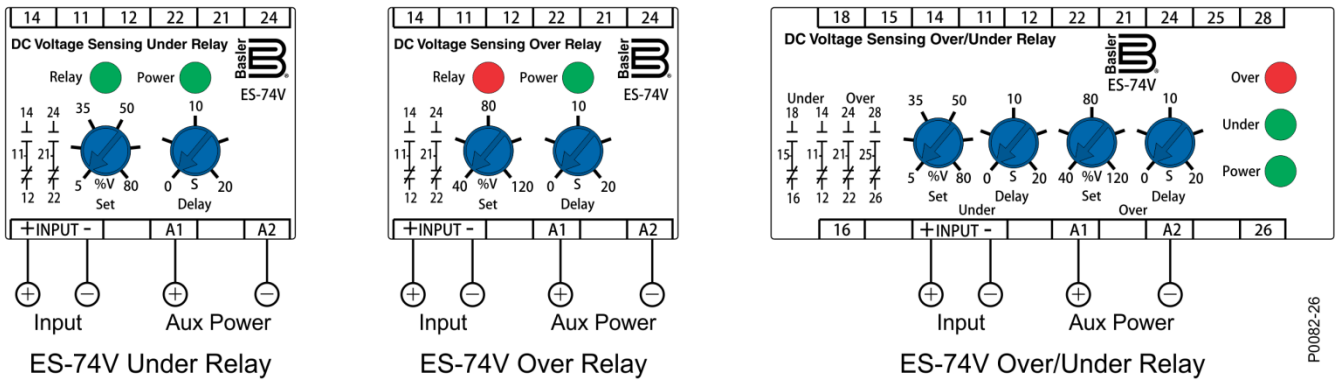 14 11 12 22 21 24
DC Voltage Sensing Under Relay
Basler
Relay Power
ES-74V
14 24
11 21
12 22
35 50
5 %V 80
Set
10
0 S 20
Delay
+INPUT - A1 A2
Input Aux Power
ES-74V Under Relay
14 11 12 22 21 24
DC Voltage Sensing Over Relay
Basler
Relay Power
ES-74V
14 24
11 21
12 22
80
40 %V 120
Set
10
0 S 20
Delay
+INPUT - A1 A2
Input Aux Power
ES-74V Over Relay
18 15 14 11 12 22 21 24 25 28
DC Voltage Sensing Over/Under Relay
Basler
ES-74V
Over
Under
Power
Under Over
18 14 24 28
15 11 21 25
16 12 22 26
35 50
5 %V 80
Set
10
0 S 20
Delay
Under
80
40 %V 120
Set
10
0 S 20
Delay
Over
16 +INPUT - A1 A2 26
Input Aux Power
ES-74V Over/Under Relay
P0082-26